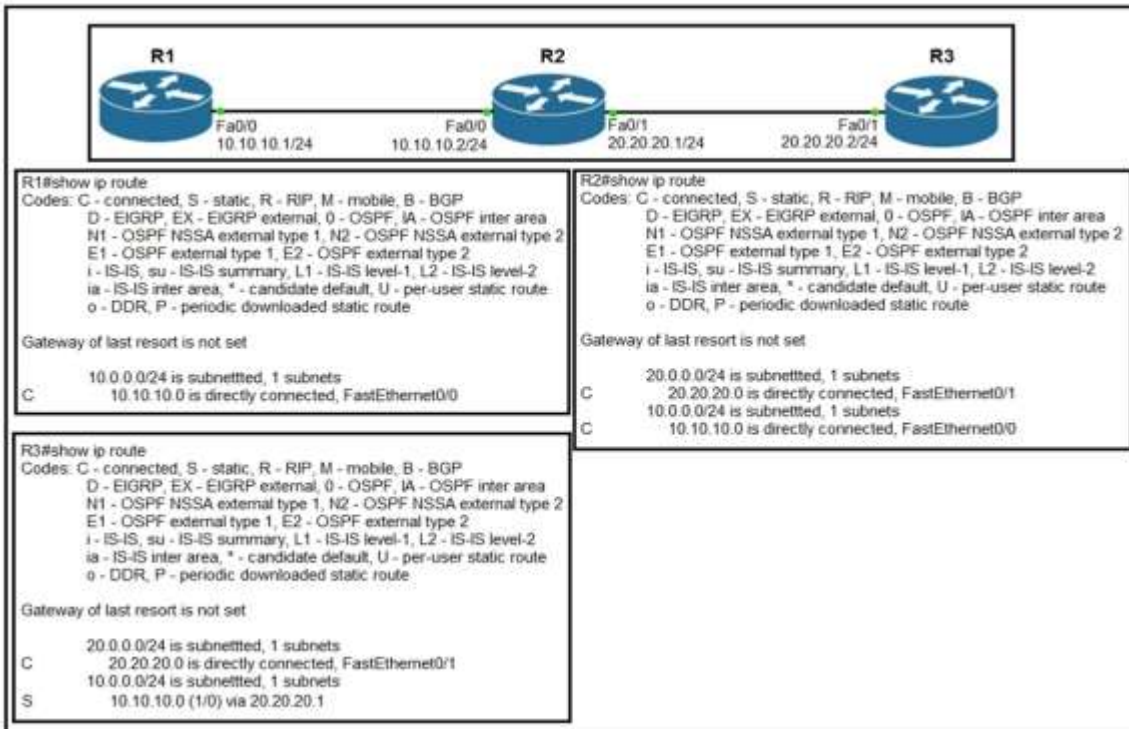 R1
R2
R3
Fa0/0
10.10.10.1/24
Fa0/0
10.10.10.2/24
Fa0/1
20.20.20.1/24
Fa0/1
20.20.20.2/24
R1#show ip route
Codes: C - connected, S - static, R - RIP, M - mobile, B - BGP
D - EIGRP, EX - EIGRP external, 0 - OSPF, IA - OSPF inter area
N1 - OSPF NSSA external type 1, N2 - OSPF NSSA external type 2
E1 - OSPF external type 1, E2 - OSPF external type 2
i - IS-IS, su - IS-IS summary, L1 - IS-IS level-1, L2 - IS-IS level-2
ia - IS-IS inter area, * - candidate default, U - per-user static route
o - DDR, P - periodic downloaded static route
Gateway of last resort is not set
10.0.0.0/24 is subnettted, 1 subnets
C 10.10.10.0 is directly connected, FastEthernet0/0
R2#show ip route
Codes: C - connected, S - static, R - RIP, M - mobile, B - BGP
D - EIGRP, EX - EIGRP external, 0 - OSPF, IA - OSPF inter area
N1 - OSPF NSSA external type 1, N2 - OSPF NSSA external type 2
E1 - OSPF external type 1, E2 - OSPF external type 2
i - IS-IS, su - IS-IS summary, L1 - IS-IS level-1, L2 - IS-IS level-2
ia - IS-IS inter area, * - candidate default, U - per-user static route
o - DDR, P - periodic downloaded static route
Gateway of last resort is not set
20.0.0.0/24 is subnettted, 1 subnets
C 20.20.20.0 is directly connected, FastEthernet0/1
10.0.0.0/24 is subnettted, 1 subnets
C 10.10.10.0 is directly connected, FastEthernet0/0
R3#show ip route
Codes: C - connected, S - static, R - RIP, M - mobile, B - BGP
D - EIGRP, EX - EIGRP external, 0 - OSPF, IA - OSPF inter area
N1 - OSPF NSSA external type 1, N2 - OSPF NSSA external type 2
E1 - OSPF external type 1, E2 - OSPF external type 2
i - IS-IS, su - IS-IS summary, L1 - IS-IS level-1, L2 - IS-IS level-2
ia - IS-IS inter area, * - candidate default, U - per-user static route
o - DDR, P - periodic downloaded static route
Gateway of last resort is not set
20.0.0.0/24 is subnettted, 1 subnets
C 20.20.20.0 is directly connected, FastEthernet0/1
10.0.0.0/24 is subnettted, 1 subnets
S 10.10.10.0 (1/0) via 20.20.20.1